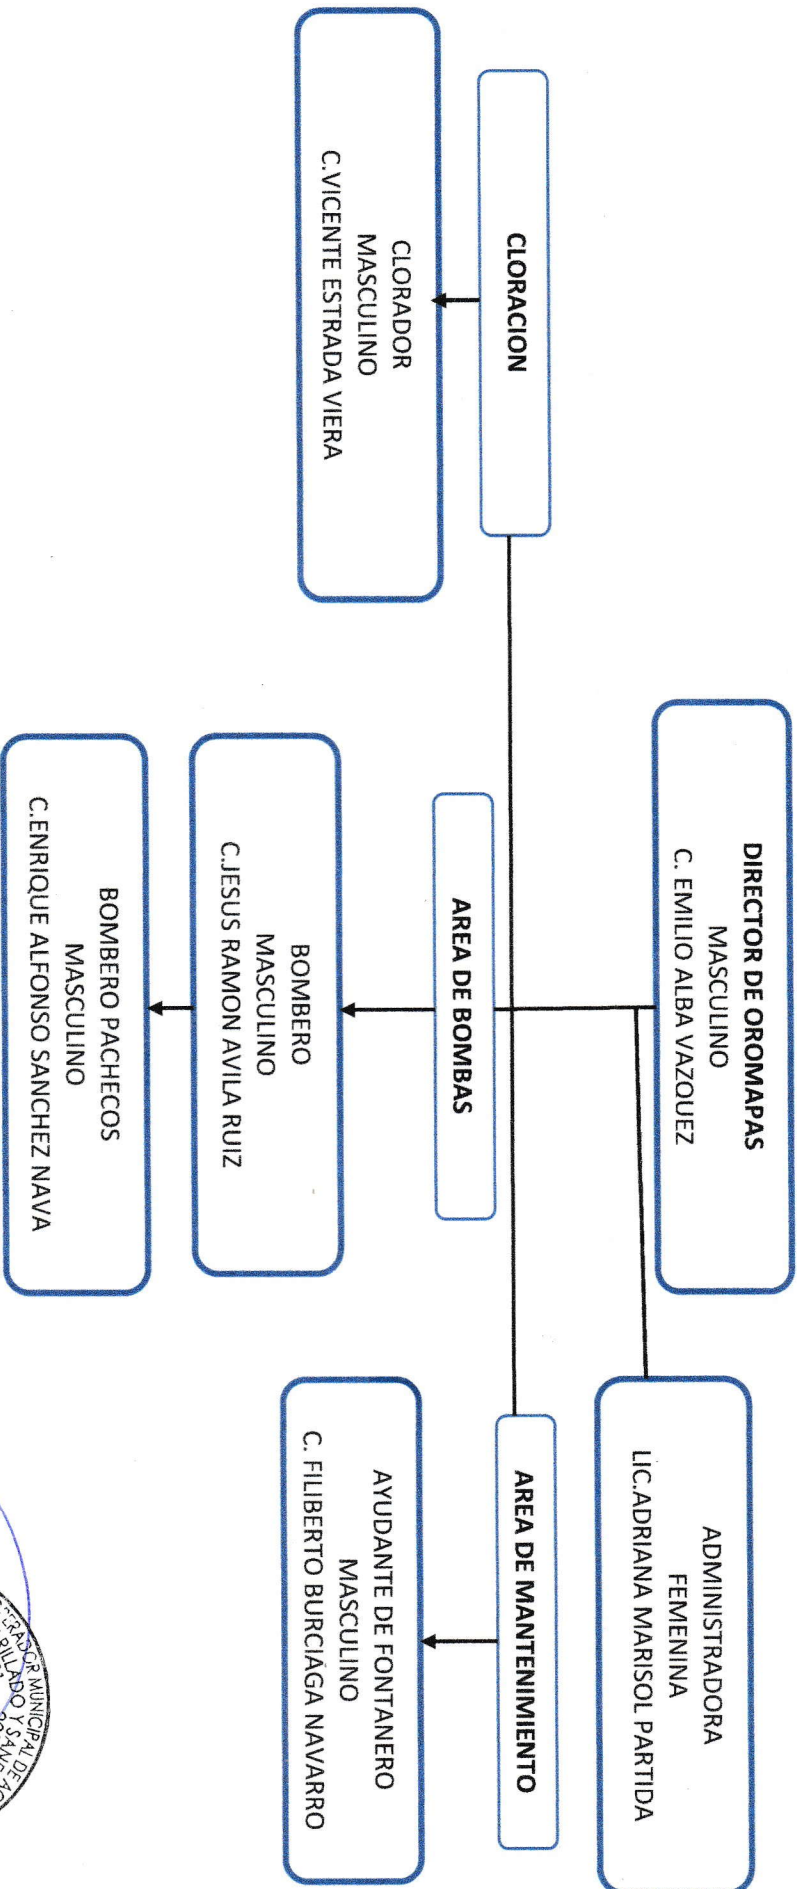 DIRECTOR DE OROMAPAS
MASCULINO
C. EMILIO ALBA VAZQUEZ
ADMINISTRADORA
FEMENINA
LIC.ADRIANA MARISOL PARTIDA
CLORACION
CLORADOR
MASCULINO
C.VICENTE ESTRADA VIERA
AREA DE BOMBAS
BOMBERO
MASCULINO
C.JESUS RAMON AVILA RUIZ
BOMBERO PACHECOS
MASCULINO
C.ENRIQUE ALFONSO SANCHEZ NAVA
AREA DE MANTENIMIENTO
AYUDANTE DE FONTANERO
MASCULINO
C. FILIBERTO BURCIAGA NAVARRO
MUNICIPAL DE